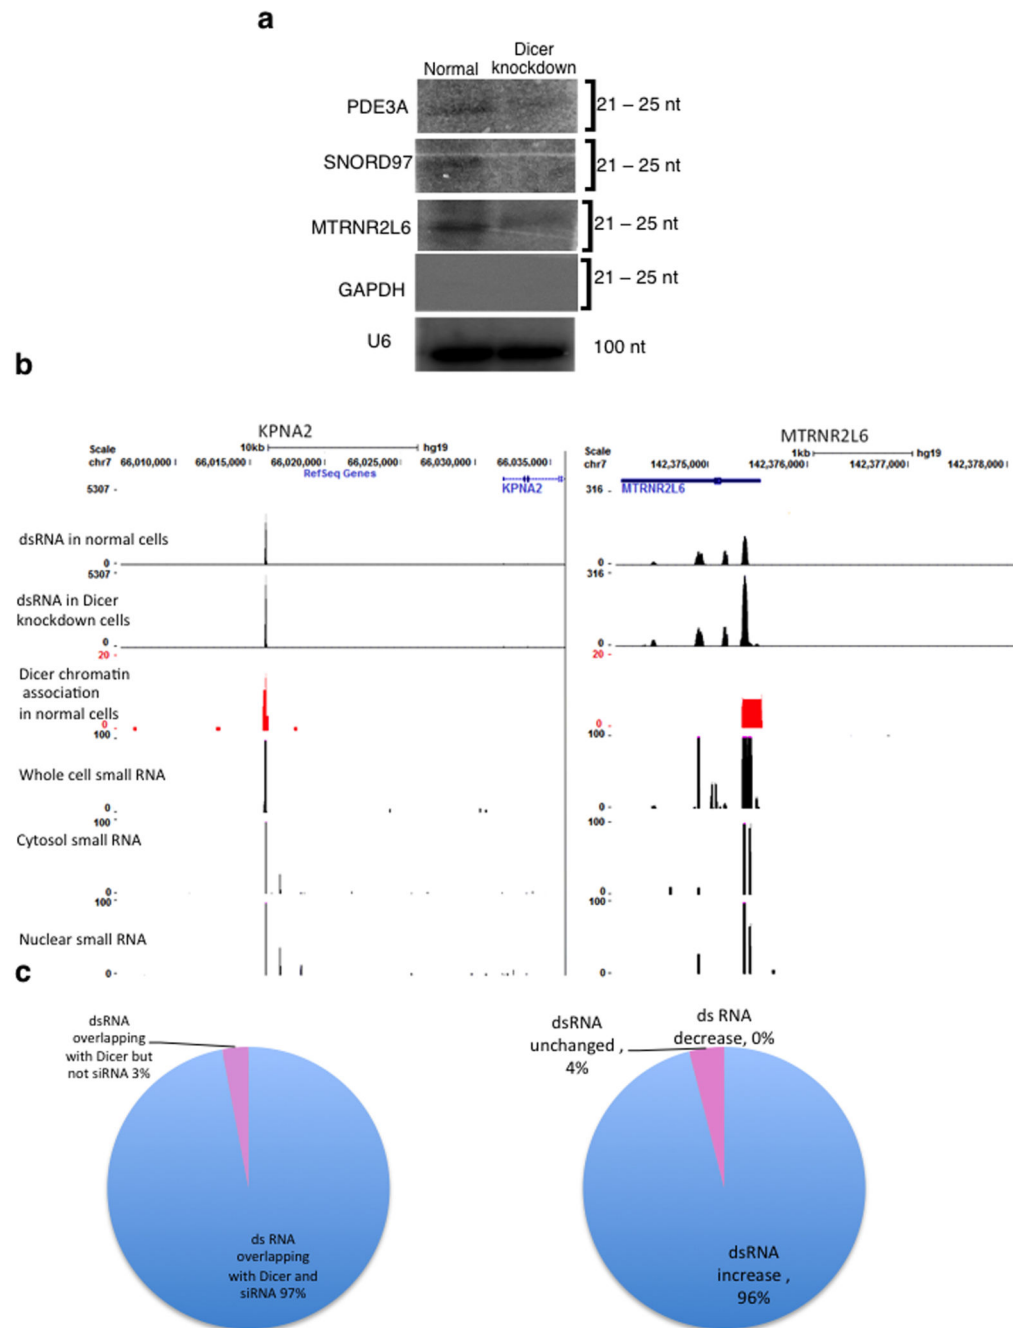 a
Normal
Dicer
knockdown
PDE3A
21 – 25 nt
SNORD97
21 – 25 nt
MTRNR2L6
21 – 25 nt
GAPDH
21 – 25 nt
U6
100 nt
b
KPNA2
Scale
10kb
hg19
chr7
66,010,000
66,015,000
66,020,000
66,025,000
66,030,000
66,035,000
RefSeq Genes
KPNA2
5307 -
dsRNA in normal cells
0 -
5307 -
dsRNA in Dicer
knockdown cells
0 -
20 -
Dicer chromatin
association
in normal cells
0 -
100 -
Whole cell small RNA
0 -
100 -
Cytosol small RNA
0 -
100 -
Nuclear small RNA
0 -
MTRNR2L6
Scale
1kb
hg19
chr7
142,375,000
142,376,000
142,377,000
142,378,000
316 -
MTRNR2L6
0 -
316 -
0 -
20 -
0 -
100 -
0 -
100 -
0 -
100 -
0 -
c
dsRNA
overlapping
with Dicer but
not siRNA 3%
ds RNA
overlapping
with Dicer and
siRNA 97%
dsRNA
unchanged ,
4%
ds RNA
decrease, 0%
dsRNA
increase ,
96%